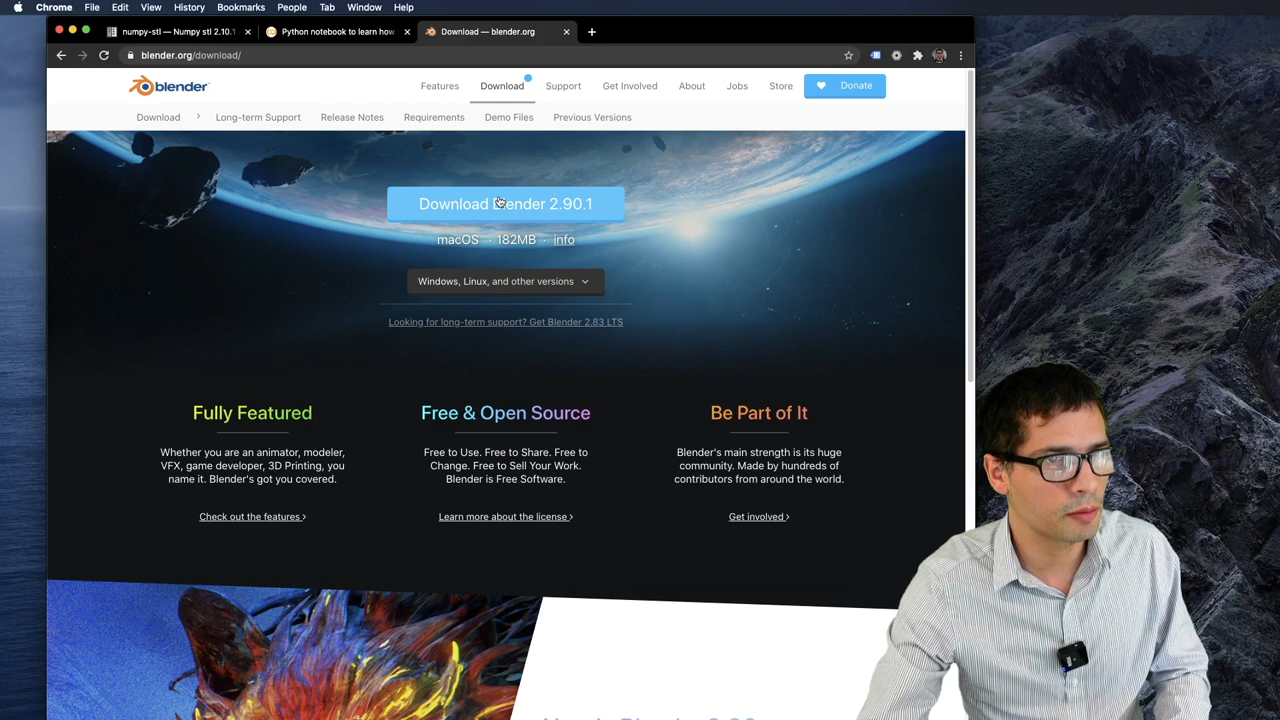 Chrome File Edit View History Bookmarks People Tab Window Help
numpy-stl — Numpy stl 2.10.1
Python notebook to learn how
Download — blender.org
blender.org/download/
blender
Features Download Support Get Involved About Jobs Store Donate
Download Long-term Support Release Notes Requirements Demo Files Previous Versions
Download Blender 2.90.1
macOS · 182MB · info
Windows, Linux, and other versions
Looking for long-term support? Get Blender 2.83 LTS
Fully Featured
Whether you are an animator, modeler,
VFX, game developer, 3D Printing, you
name it. Blender's got you covered.
Check out the features
Free & Open Source
Free to Use. Free to Share. Free to
Change. Free to Sell Your Work.
Blender is Free Software.
Learn more about the license
Be Part of It
Blender's main strength is its huge
community. Made by hundreds of
contributors from around the world.
Get involved